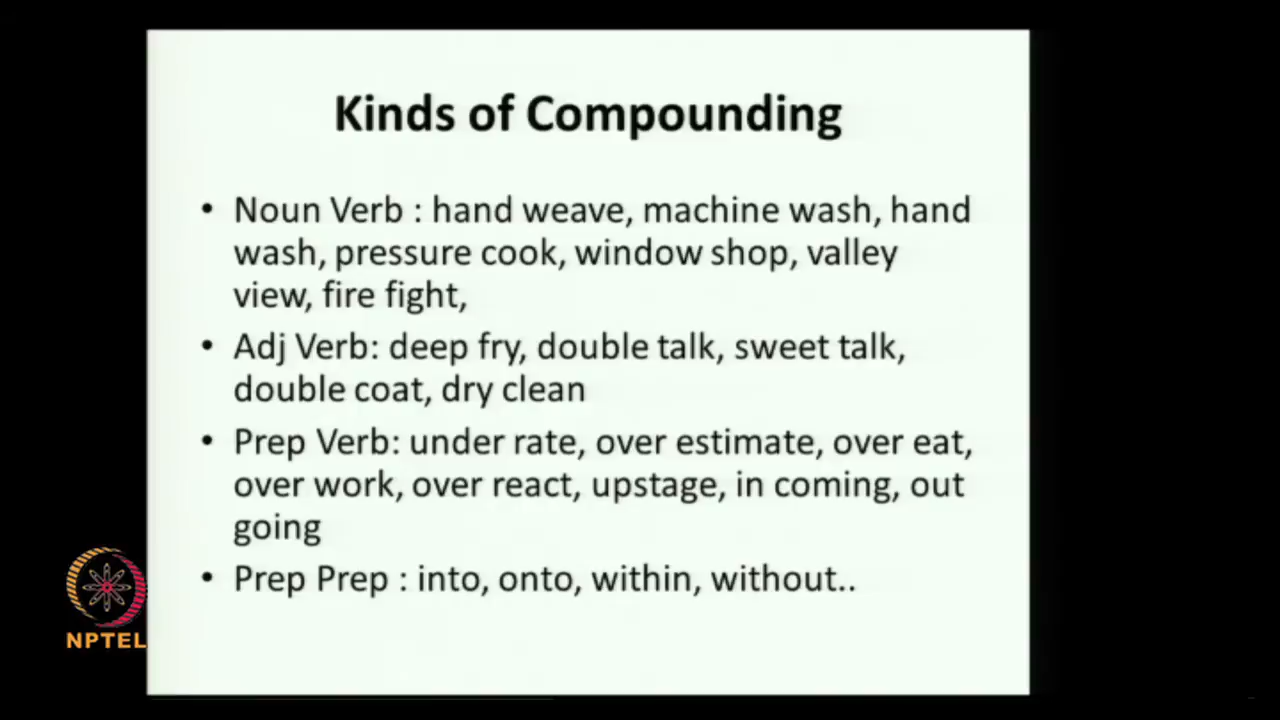 Kinds of Compounding
• Noun Verb : hand weave, machine wash, hand
wash, pressure cook, window shop, valley
view, fire fight,
• Adj Verb: deep fry, double talk, sweet talk,
double coat, dry clean
• Prep Verb: under rate, over estimate, over eat,
over work, over react, upstage, in coming, out
going
• Prep Prep : into, onto, within, without..
NPTEL